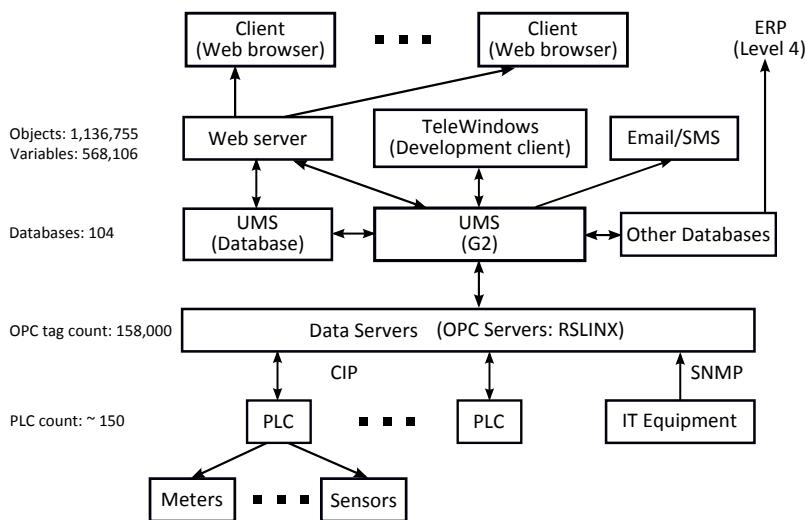 Client
(Web browser)
Client
(Web browser)
ERP
(Level 4)
Objects: 1,136,755
Variables: 568,106
Web server
TeleWindows
(Development client)
Email/SMS
Databases: 104
UMS
(Database)
UMS
(G2)
Other Databases
OPC tag count: 158,000
Data Servers (OPC Servers: RSLINX)
CIP
SNMP
PLC count: ~ 150
PLC
PLC
IT Equipment
Meters
Sensors